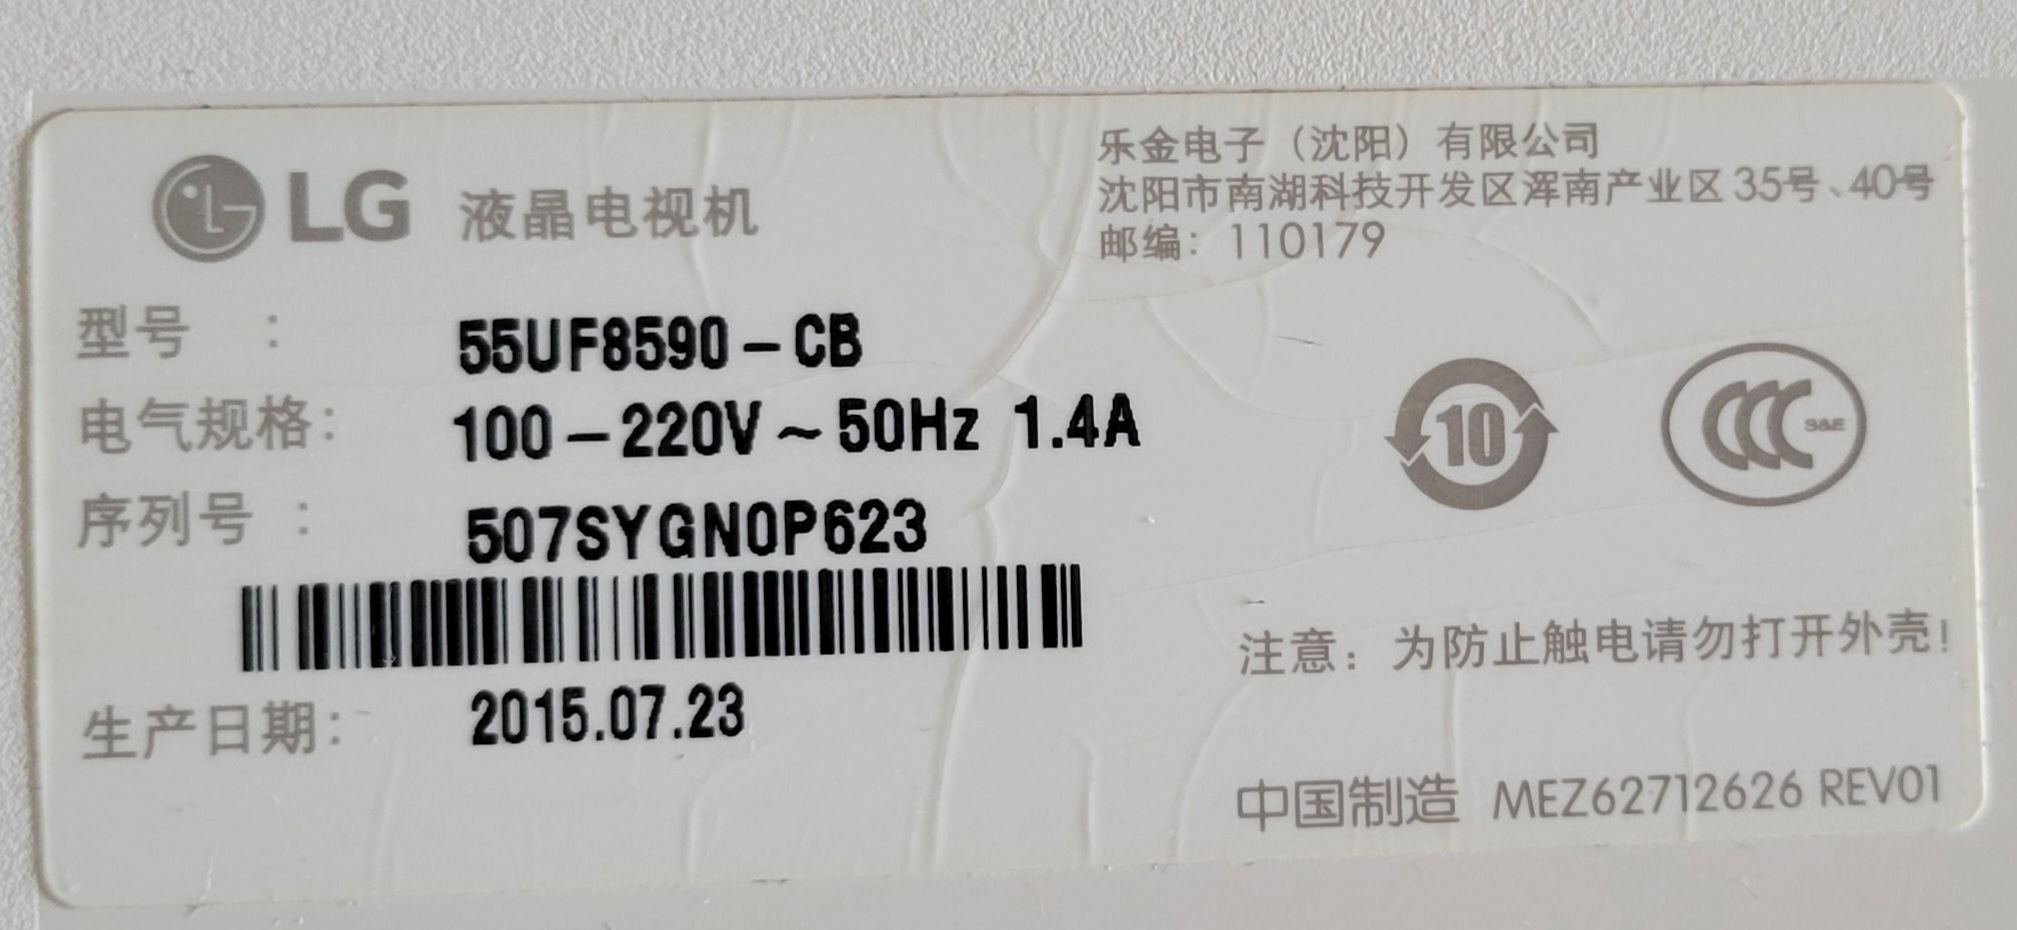 LG 液晶电视机
乐金电子（沈阳）有限公司
沈阳市南湖科技开发区浑南产业区35号、40号
邮编：110179
型号 ： 55UF8590-CB
电气规格： 100-220V~50Hz 1.4A
序列号 ： 507SYGN0P623
10
CCC S&E
生产日期： 2015.07.23
注意：为防止触电请勿打开外壳！
中国制造 MEZ62712626 REV01